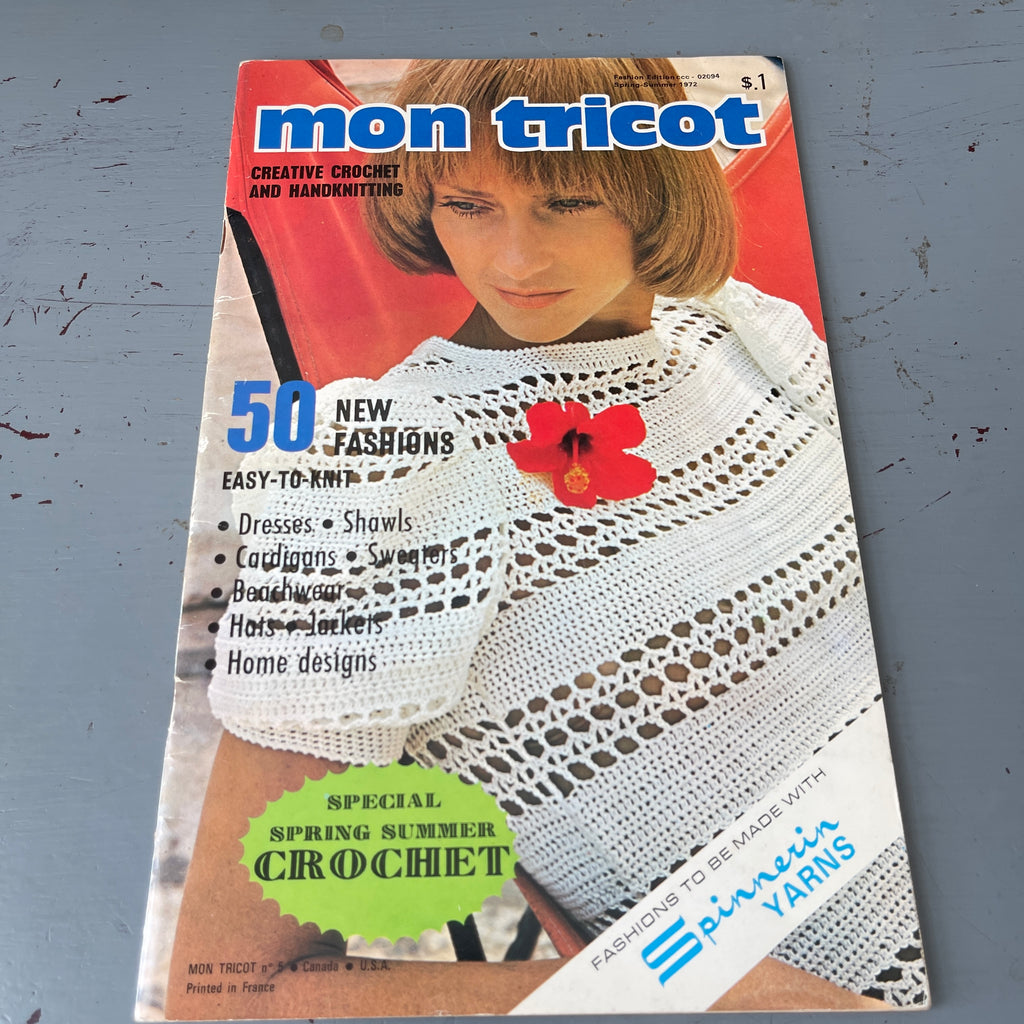 Fashion Edition ccc - 02094
Spring-Summer 1972
$.1
mon tricot
CREATIVE CROCHET
AND HANDKNITTING
50 NEW
FASHIONS
EASY-TO-KNIT
• Dresses • Shawls
• Cardigans • Sweaters
• Beachwear
• Hats • Jackets
• Home designs
SPECIAL
SPRING SUMMER
CROCHET
FASHIONS TO BE MADE WITH
Spinnerin
YARNS
MON TRICOT n° 5 • Canada • U.S.A.
Printed in France